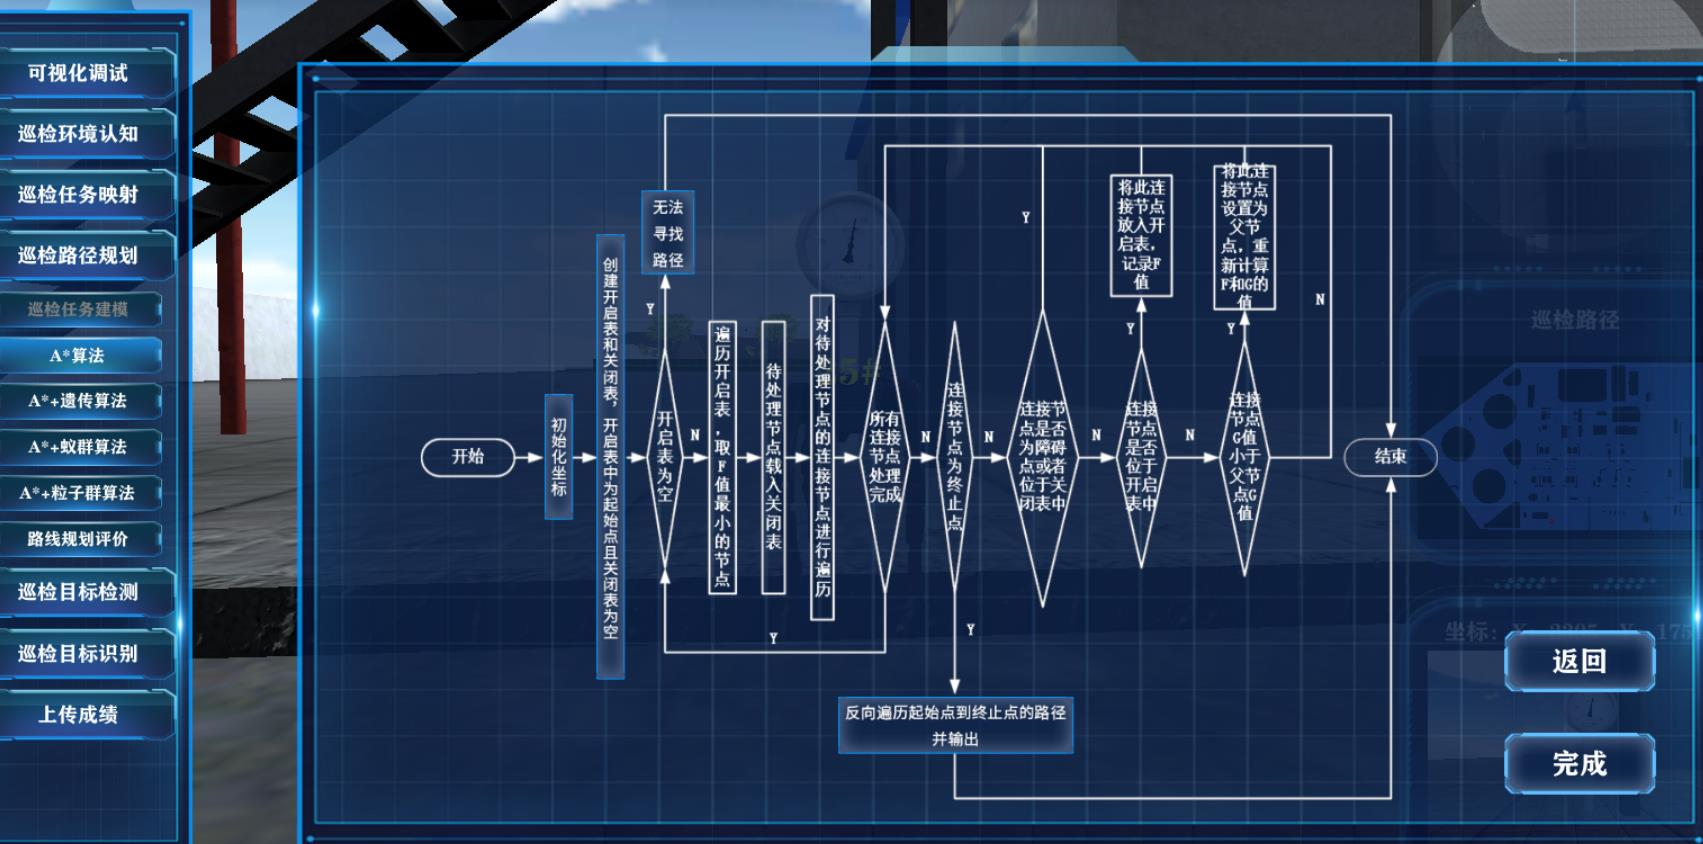 可视化调试
巡检环境认知
巡检任务映射
巡检路径规划
巡检任务建模
A*算法
A*+遗传算法
A*+蚁群算法
A*+粒子群算法
路线规划评价
巡检目标检测
巡检目标识别
上传成绩
开始
初始化坐标
创建开启表和关闭表，开启表中为起始点且关闭表为空
无法
寻找
路径
Y
开启表为空
N
遍历开启表，取F值最小的节点
待处理节点载入关闭表
对待处理节点的连接节点进行遍历
Y
所有
连接
节点
处理
完成
N
连接节点为终止点
Y
N
连接节
点是否
为障碍
点或者
位于关
闭表中
Y
N
连接
节点
是否
位于
开启
表中
Y
将此连
接节点
放入开
启表，
记录F
值
N
连接
节点
G值
小于
父节
点G
值
Y
将此连
接节点
设置为
父节
点，重
新计算
F和G的
值
N
结束
反向遍历起始点到终止点的路径
并输出
5#
巡检路径
坐标：X
175
返回
完成